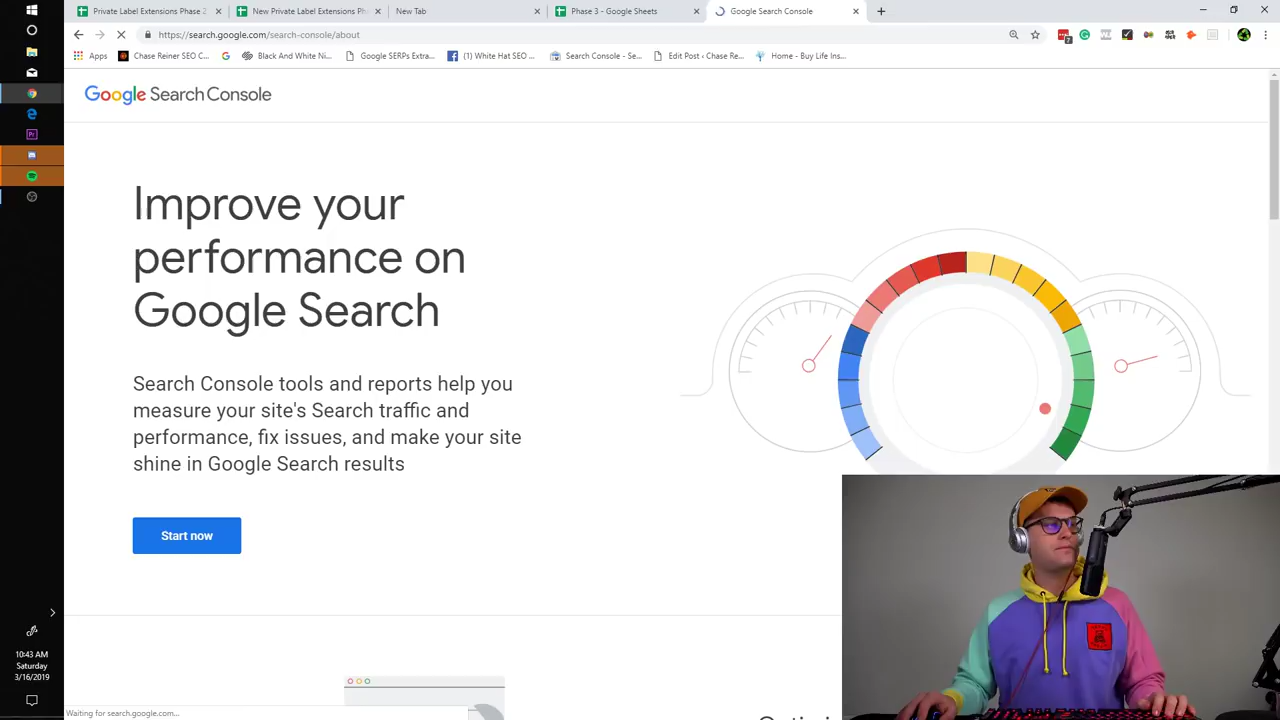 Private Label Extensions Phase 2
New Private Label Extensions Ph
New Tab
Phase 3 - Google Sheets
Google Search Console
https://search.google.com/search-console/about
Apps
Chase Reiner SEO C...
Black And White Ni...
Google SERPs Extra...
(1) White Hat SEO ...
Search Console - Se...
Edit Post ‹ Chase Re...
Home - Buy Life Ins...
Google Search Console
Improve your
performance on
Google Search
Search Console tools and reports help you
measure your site's Search traffic and
performance, fix issues, and make your site
shine in Google Search results
Start now
10:43 AM
Saturday
3/16/2019
Waiting for search.google.com...